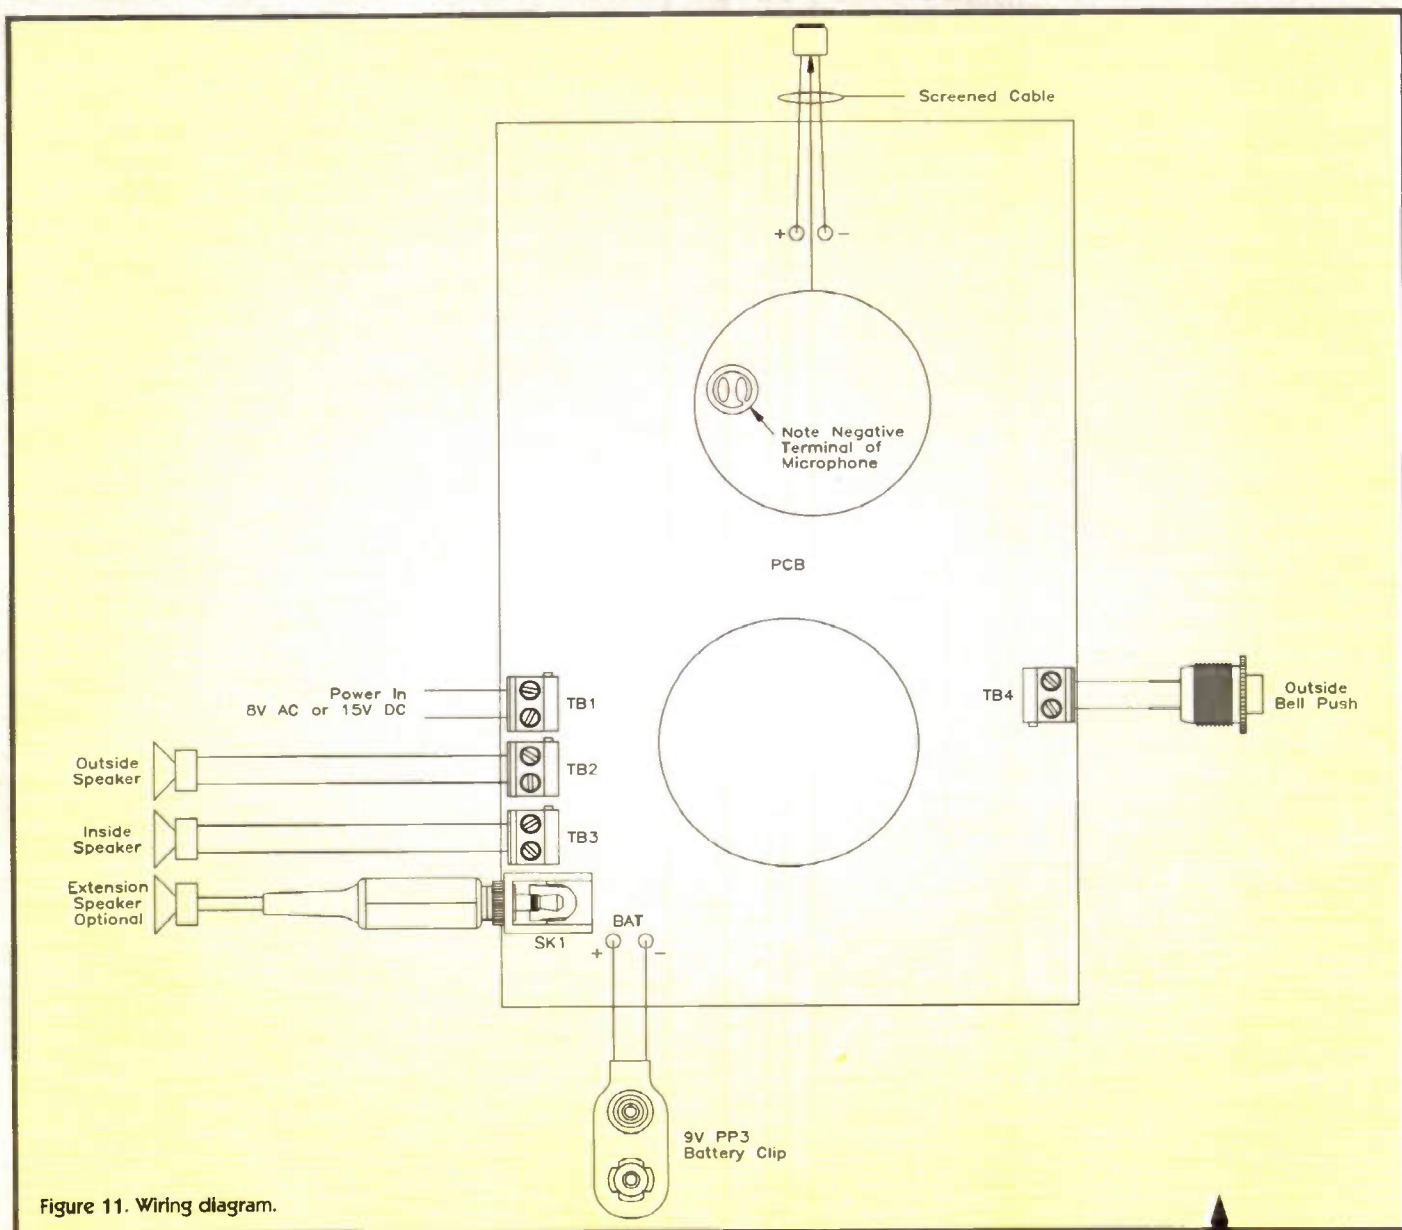 Screened Cable
+ -
Note Negative
Terminal of
Microphone
PCB
Power In
8V AC or 15V DC
TB1
TB4
Outside
Bell Push
Outside
Speaker
TB2
Inside
Speaker
TB3
Extension
Speaker
Optional
SK1
BAT
+ -
9V PP3
Battery Clip
Figure 11. Wiring diagram.